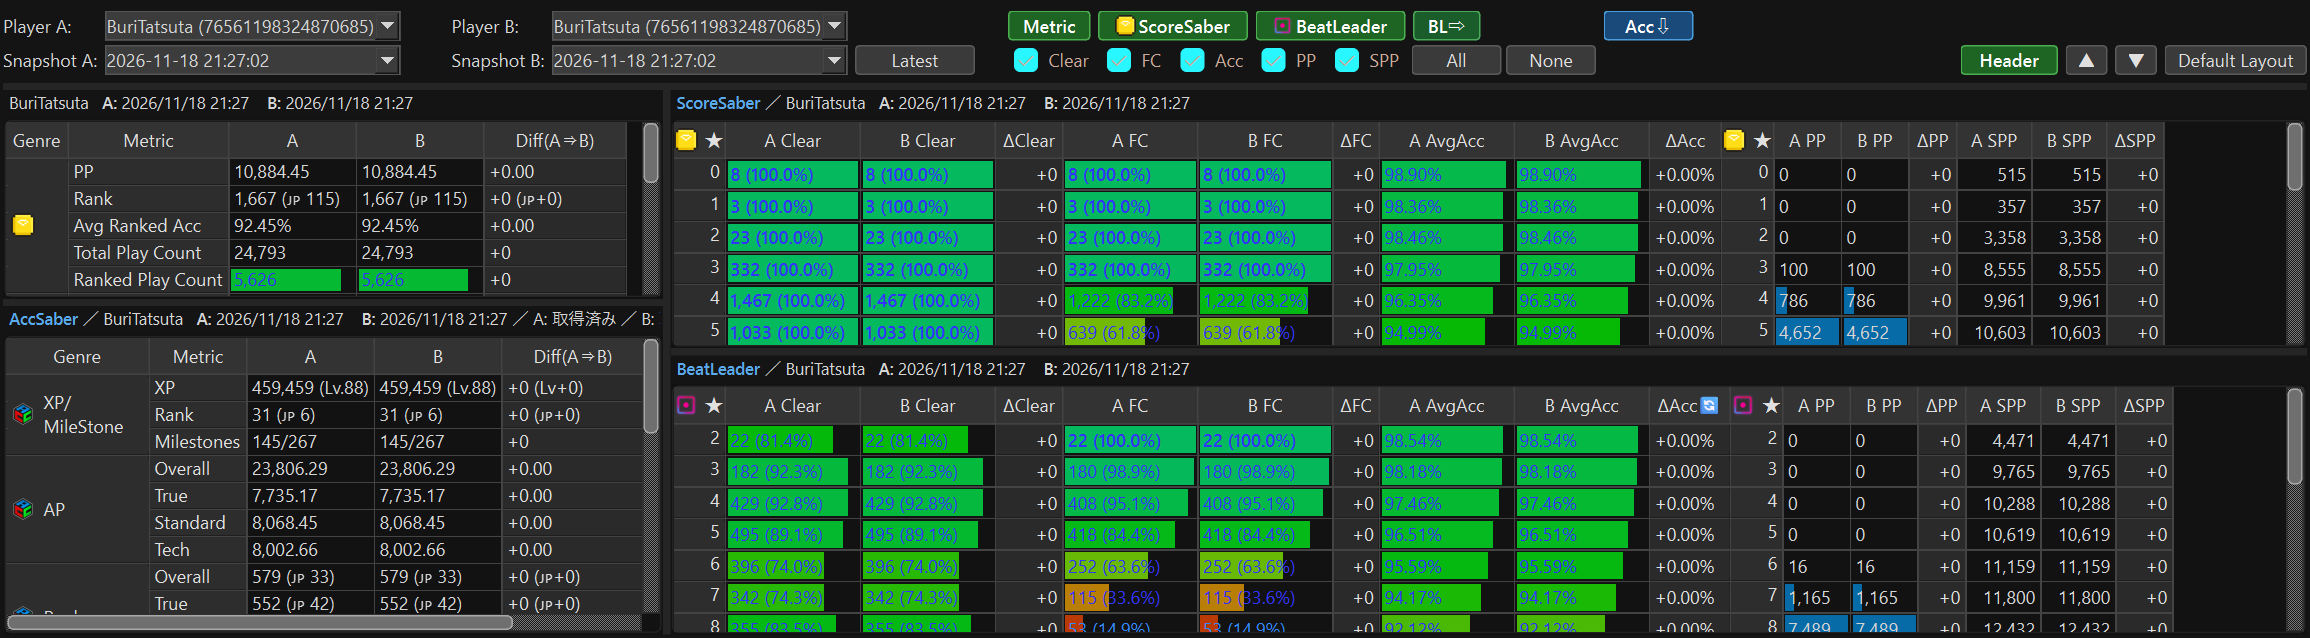 Player A: BuriTatsuta (76561198324870685) Player B: BuriTatsuta (76561198324870685) Metric ScoreSaber BeatLeader BL⇨ Acc⇩
Snapshot A: 2026-11-18 21:27:02 Snapshot B: 2026-11-18 21:27:02 Latest Clear FC Acc PP SPP All None Header ▲ ▼ Default Layout
BuriTatsuta A: 2026/11/18 21:27 B: 2026/11/18 21:27
Genre Metric A B Diff(A⇒B)
PP 10,884.45 10,884.45 +0.00
Rank 1,667 (JP 115) 1,667 (JP 115) +0 (JP+0)
Avg Ranked Acc 92.45% 92.45% +0.00
Total Play Count 24,793 24,793 +0
Ranked Play Count 5,626 5,626 +0
AccSaber / BuriTatsuta A: 2026/11/18 21:27 B: 2026/11/18 21:27 / A: 取得済み / B:
Genre Metric A B Diff(A⇒B)
XP/
MileStone
XP 459,459 (Lv.88) 459,459 (Lv.88) +0 (Lv+0)
Rank 31 (JP 6) 31 (JP 6) +0 (JP+0)
Milestones 145/267 145/267 +0
AP
Overall 23,806.29 23,806.29 +0.00
True 7,735.17 7,735.17 +0.00
Standard 8,068.45 8,068.45 +0.00
Tech 8,002.66 8,002.66 +0.00
Overall 579 (JP 33) 579 (JP 33) +0 (JP+0)
True 552 (JP 42) 552 (JP 42) +0 (JP+0)
ScoreSaber / BuriTatsuta A: 2026/11/18 21:27 B: 2026/11/18 21:27
★ A Clear B Clear ΔClear A FC B FC ΔFC A AvgAcc B AvgAcc ΔAcc ★ A PP B PP ΔPP A SPP B SPP ΔSPP
0 8 (100.0%) 8 (100.0%) +0 8 (100.0%) 8 (100.0%) +0 98.90% 98.90% +0.00% 0 0 0 +0 515 515 +0
1 3 (100.0%) 3 (100.0%) +0 3 (100.0%) 3 (100.0%) +0 98.36% 98.36% +0.00% 1 0 0 +0 357 357 +0
2 23 (100.0%) 23 (100.0%) +0 23 (100.0%) 23 (100.0%) +0 98.46% 98.46% +0.00% 2 0 0 +0 3,358 3,358 +0
3 332 (100.0%) 332 (100.0%) +0 332 (100.0%) 332 (100.0%) +0 97.95% 97.95% +0.00% 3 100 100 +0 8,555 8,555 +0
4 1,467 (100.0%) 1,467 (100.0%) +0 1,222 (83.2%) 1,222 (83.2%) +0 96.35% 96.35% +0.00% 4 786 786 +0 9,961 9,961 +0
5 1,033 (100.0%) 1,033 (100.0%) +0 639 (61.8%) 639 (61.8%) +0 94.99% 94.99% +0.00% 5 4,652 4,652 +0 10,603 10,603 +0
BeatLeader / BuriTatsuta A: 2026/11/18 21:27 B: 2026/11/18 21:27
★ A Clear B Clear ΔClear A FC B FC ΔFC A AvgAcc B AvgAcc ΔAcc ★ A PP B PP ΔPP A SPP B SPP ΔSPP
2 22 (81.4%) 22 (81.4%) +0 22 (100.0%) 22 (100.0%) +0 98.54% 98.54% +0.00% 2 0 0 +0 4,471 4,471 +0
3 182 (92.3%) 182 (92.3%) +0 180 (98.9%) 180 (98.9%) +0 98.18% 98.18% +0.00% 3 0 0 +0 9,765 9,765 +0
4 429 (92.8%) 429 (92.8%) +0 408 (95.1%) 408 (95.1%) +0 97.46% 97.46% +0.00% 4 0 0 +0 10,288 10,288 +0
5 495 (89.1%) 495 (89.1%) +0 418 (84.4%) 418 (84.4%) +0 96.51% 96.51% +0.00% 5 0 0 +0 10,619 10,619 +0
6 396 (74.0%) 396 (74.0%) +0 252 (63.6%) 252 (63.6%) +0 95.59% 95.59% +0.00% 6 16 16 +0 11,159 11,159 +0
7 342 (74.3%) 342 (74.3%) +0 115 (33.6%) 115 (33.6%) +0 94.17% 94.17% +0.00% 7 1,165 1,165 +0 11,800 11,800 +0
8 355 (83.5%) 355 (83.5%) +0 53 (14.9%) 53 (14.9%) +0 92.12% 92.12% +0.00% 8 7,489 7,489 +0 12,432 12,432 +0